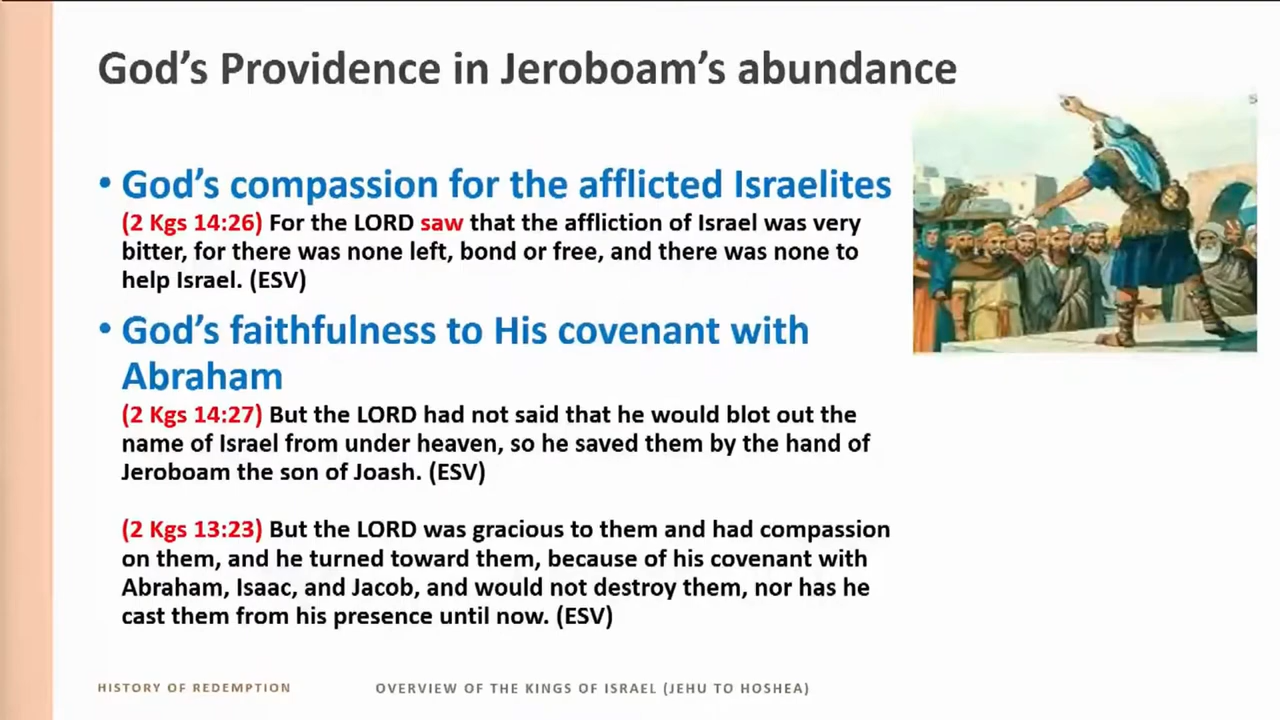 God's Providence in Jeroboam's abundance
• God's compassion for the afflicted Israelites
(2 Kgs 14:26) For the LORD saw that the affliction of Israel was very
bitter, for there was none left, bond or free, and there was none to
help Israel. (ESV)
• God's faithfulness to His covenant with
Abraham
(2 Kgs 14:27) But the LORD had not said that he would blot out the
name of Israel from under heaven, so he saved them by the hand of
Jeroboam the son of Joash. (ESV)
(2 Kgs 13:23) But the LORD was gracious to them and had compassion
on them, and he turned toward them, because of his covenant with
Abraham, Isaac, and Jacob, and would not destroy them, nor has he
cast them from his presence until now. (ESV)
HISTORY OF REDEMPTION
OVERVIEW OF THE KINGS OF ISRAEL (JEHU TO HOSHEA)